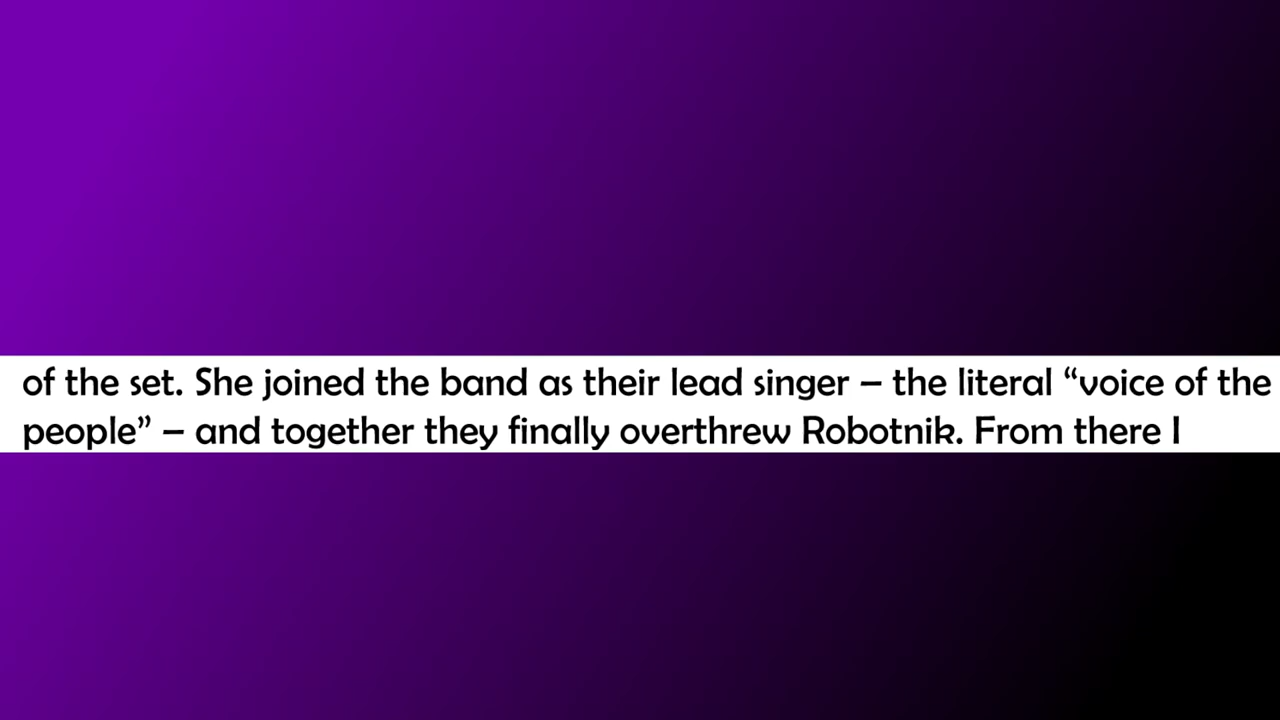 of the set. She joined the band as their lead singer – the literal “voice of the
people” – and together they finally overthrew Robotnik. From there I